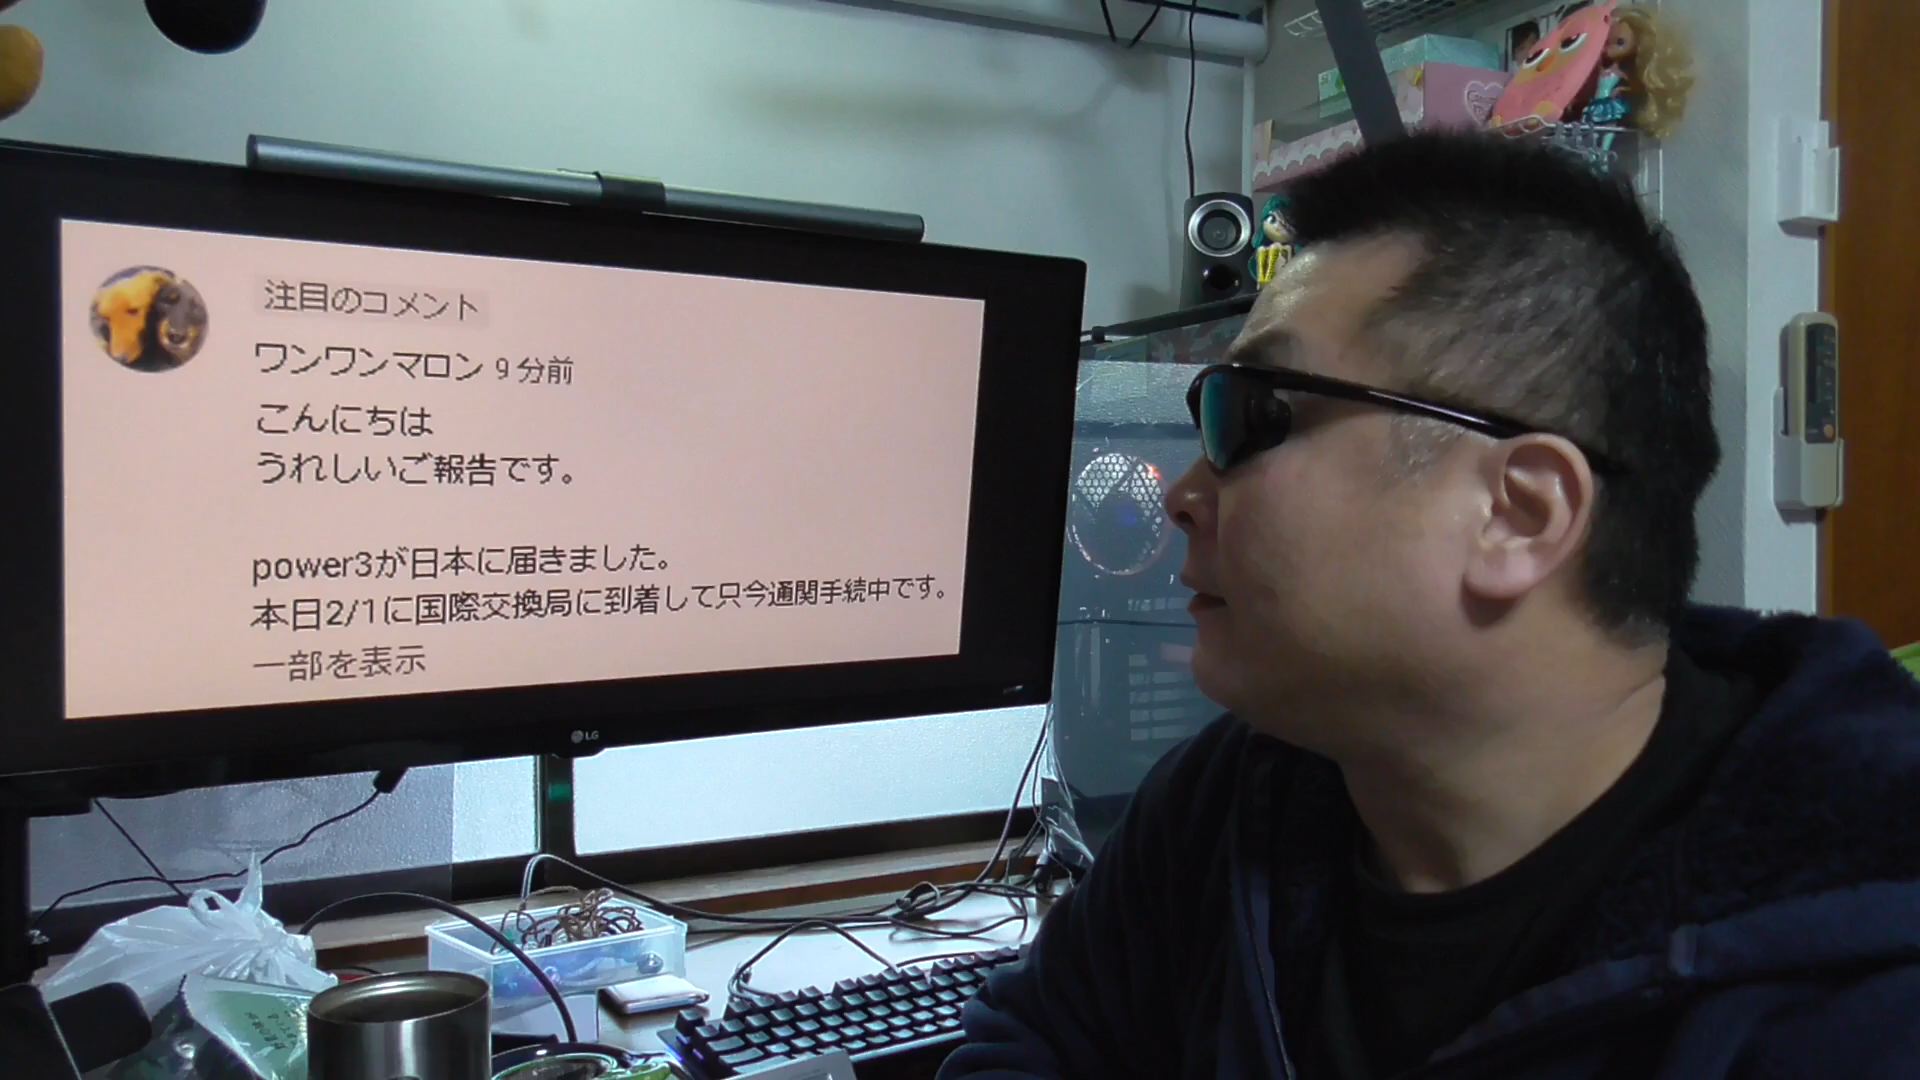 注目のコメント
ワンワンマロン 9分前
こんにちは
うれしいご報告です。
power3が日本に届きました。
本日2/1に国際交換局に到着して只今通関手続中です。
一部を表示
LG